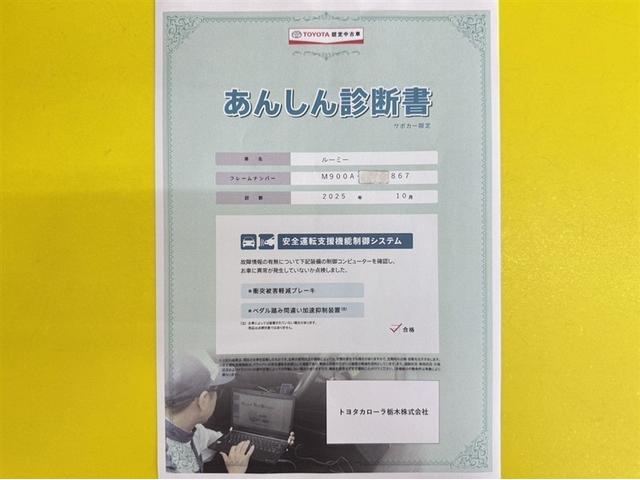 TOYOTA 認定中古車
あんしん診断書
サポカー限定
車名 ルーミー
フレームナンバー M900A 867
診断 2025 年 10 月
安全運転支援機能制御システム
故障情報の有無について下記装備の制御コンピューターを確認し、
お車に異常が発生していないか点検しました。
衝突被害軽減ブレーキ
ペダル踏み間違い加速抑制装置
合格
トヨタカローラ栃木株式会社